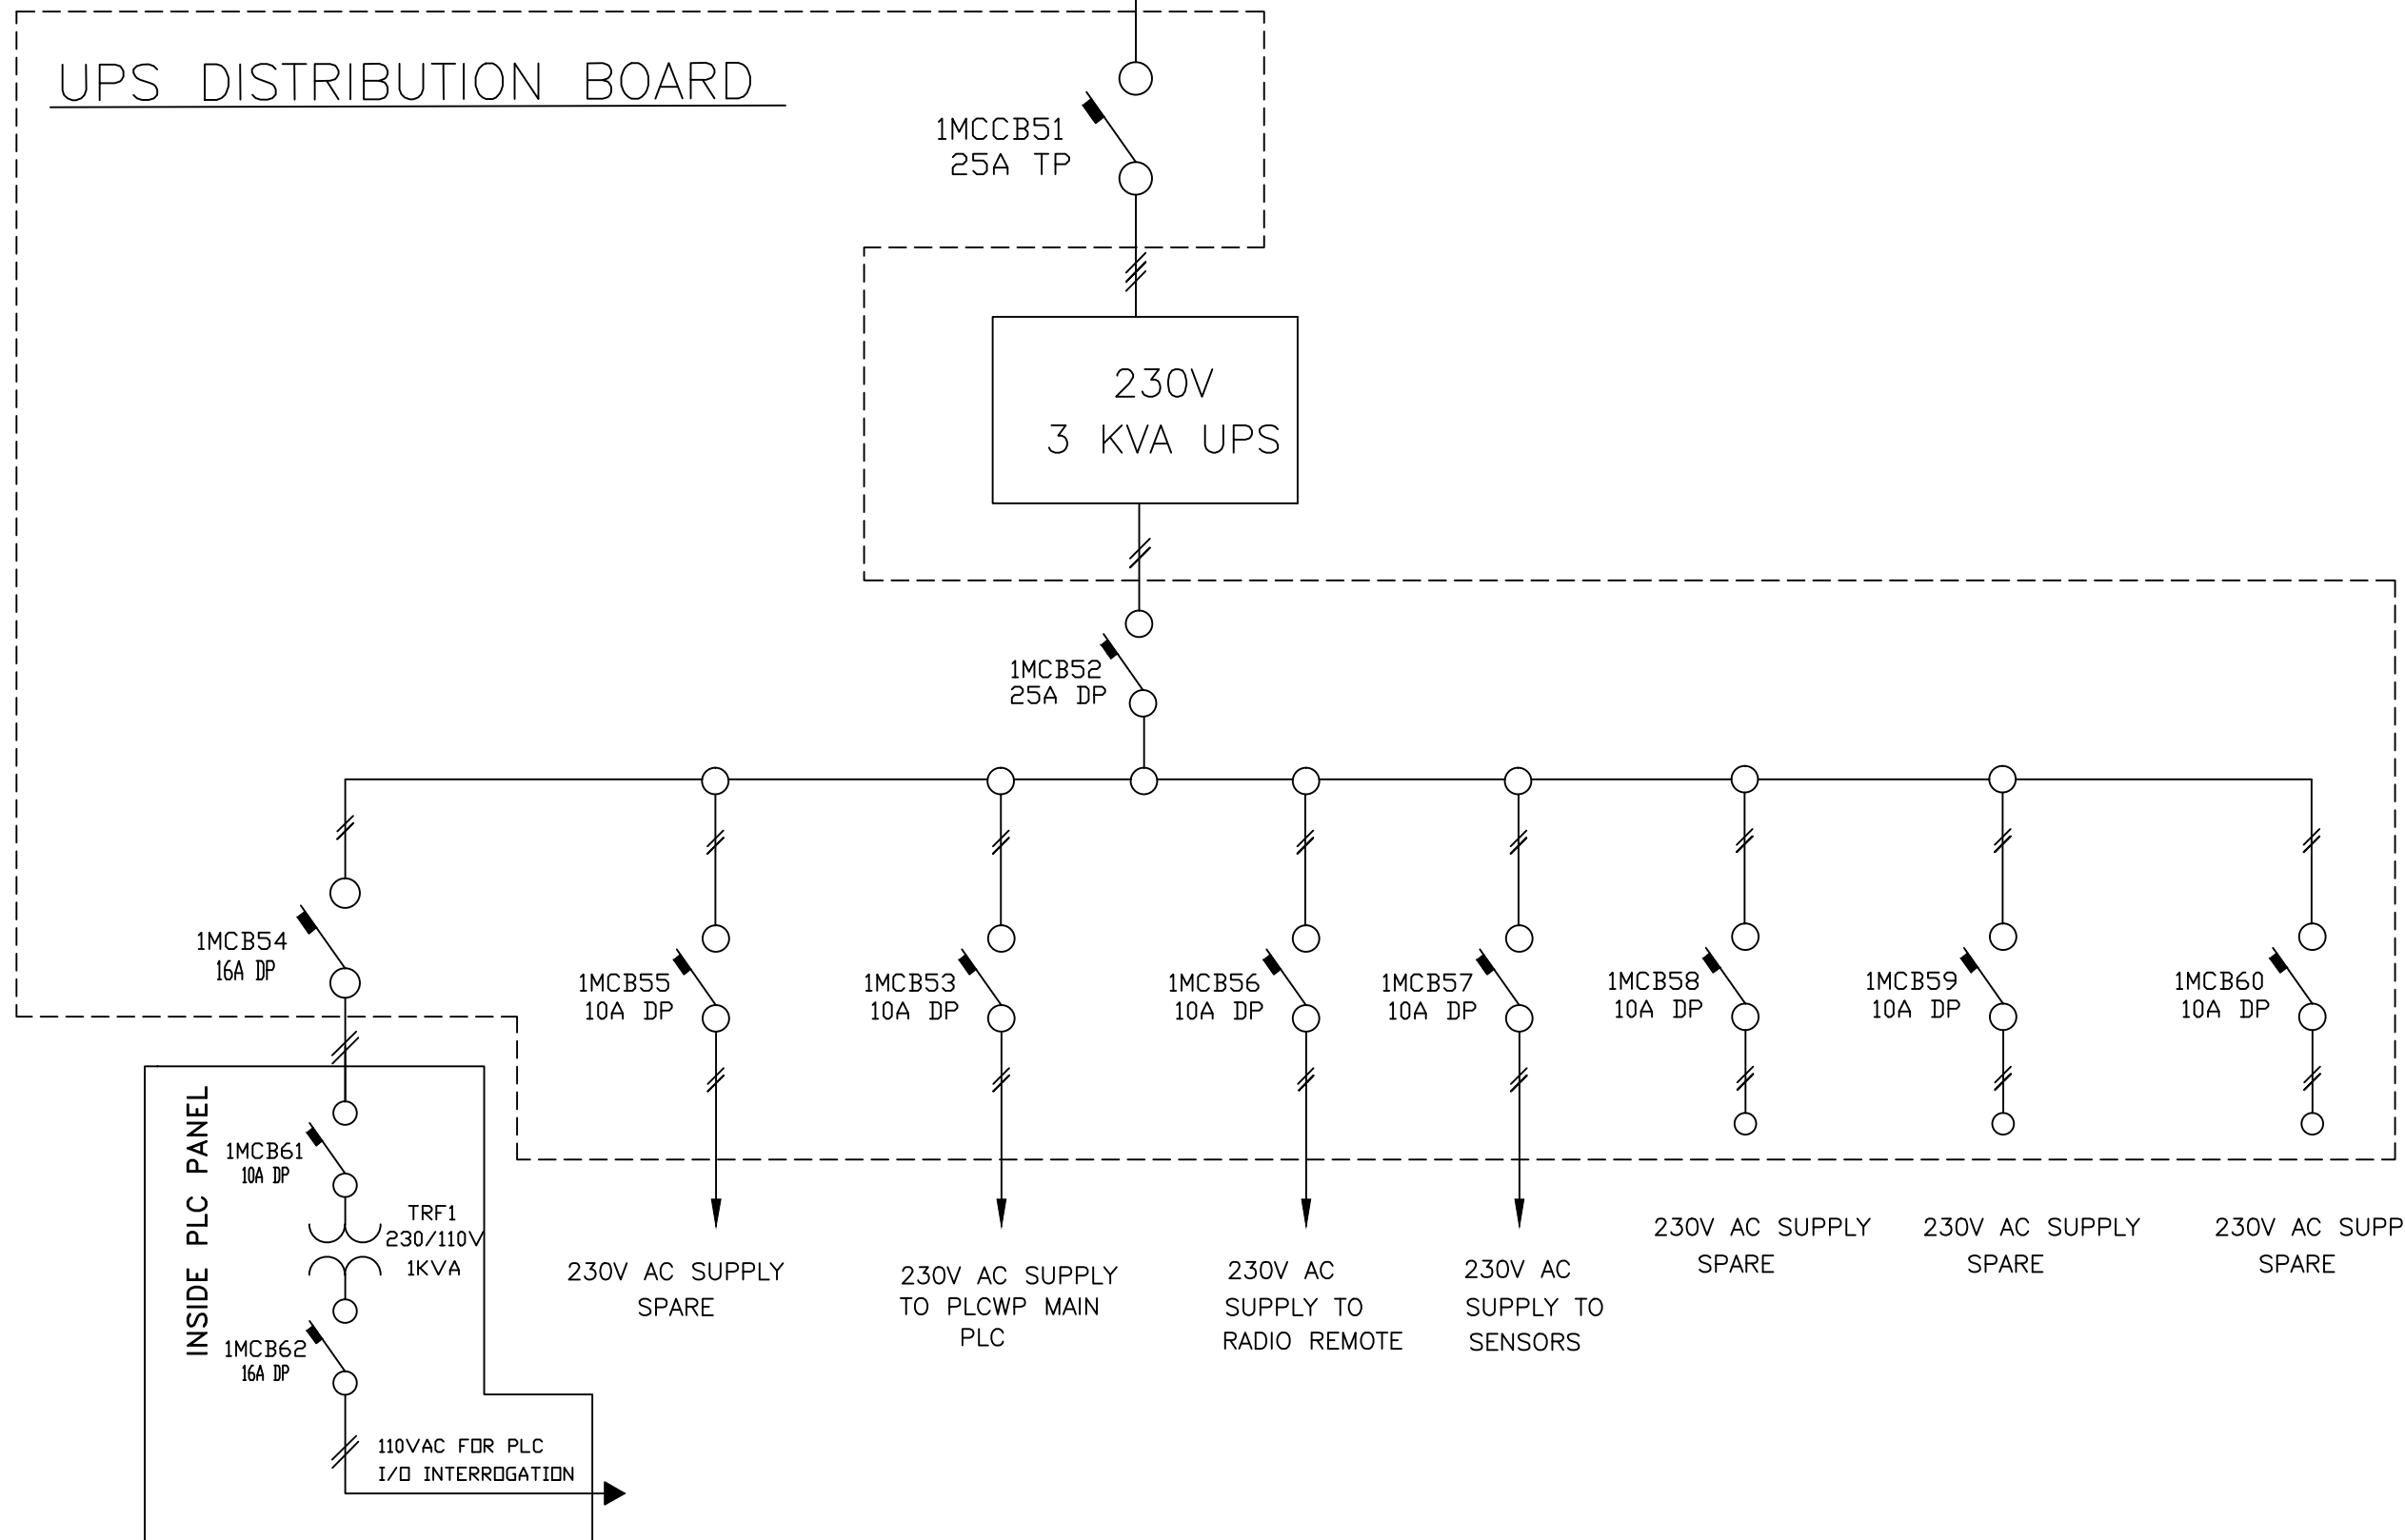 UPS DISTRIBUTION BOARD
1MCCB51
25A TP
230V
3 KVA UPS
1MCB52
25A DP
1MCB54
16A DP
1MCB55
10A DP
1MCB53
10A DP
1MCB56
10A DP
1MCB57
10A DP
1MCB58
10A DP
1MCB59
10A DP
1MCB60
10A DP
INSIDE PLC PANEL
1MCB61
10A DP
TRF1
230/110V
1KVA
1MCB62
16A DP
110VAC FOR PLC
I/O INTERROGATION
230V AC SUPPLY
SPARE
230V AC SUPPLY
TO PLCWP MAIN
PLC
230V AC
SUPPLY TO
RADIO REMOTE
230V AC
SUPPLY TO
SENSORS
230V AC SUPPLY
SPARE
230V AC SUPPLY
SPARE
230V AC SUPP
SPARE